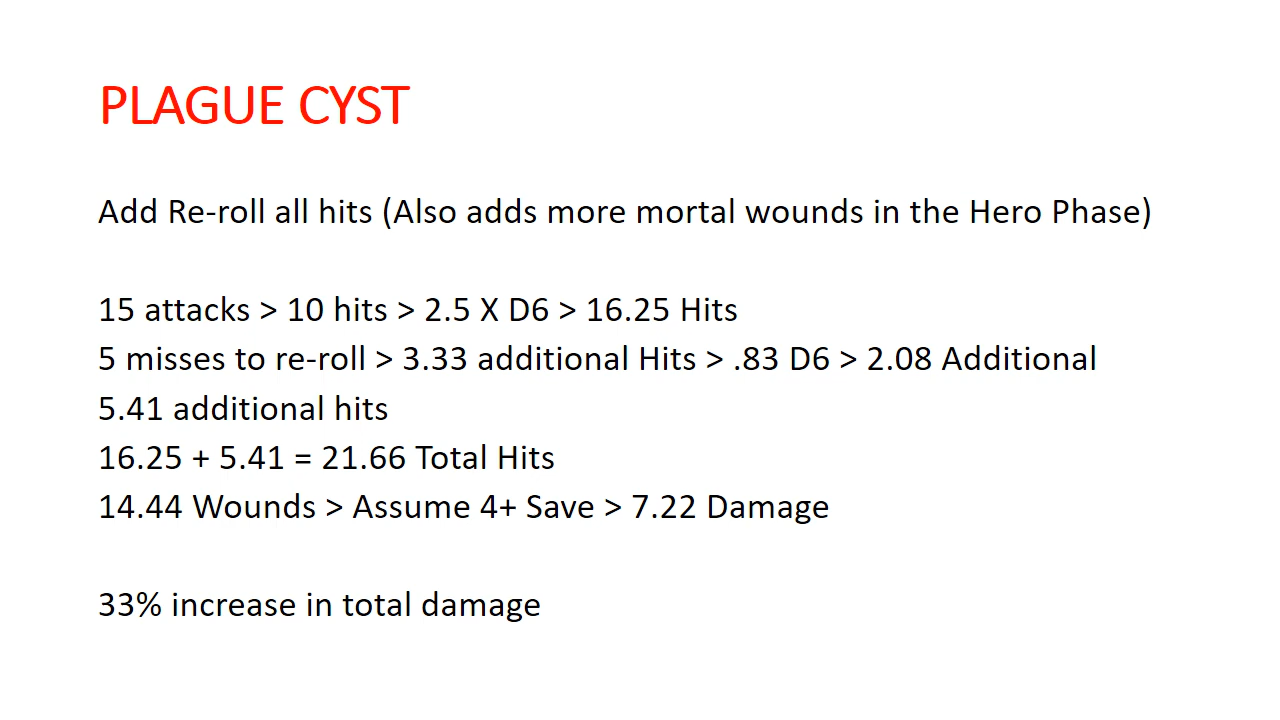 PLAGUE CYST
Add Re-roll all hits (Also adds more mortal wounds in the Hero Phase)
15 attacks > 10 hits > 2.5 X D6 > 16.25 Hits
5 misses to re-roll > 3.33 additional Hits > .83 D6 > 2.08 Additional
5.41 additional hits
16.25 + 5.41 = 21.66 Total Hits
14.44 Wounds > Assume 4+ Save > 7.22 Damage
33% increase in total damage